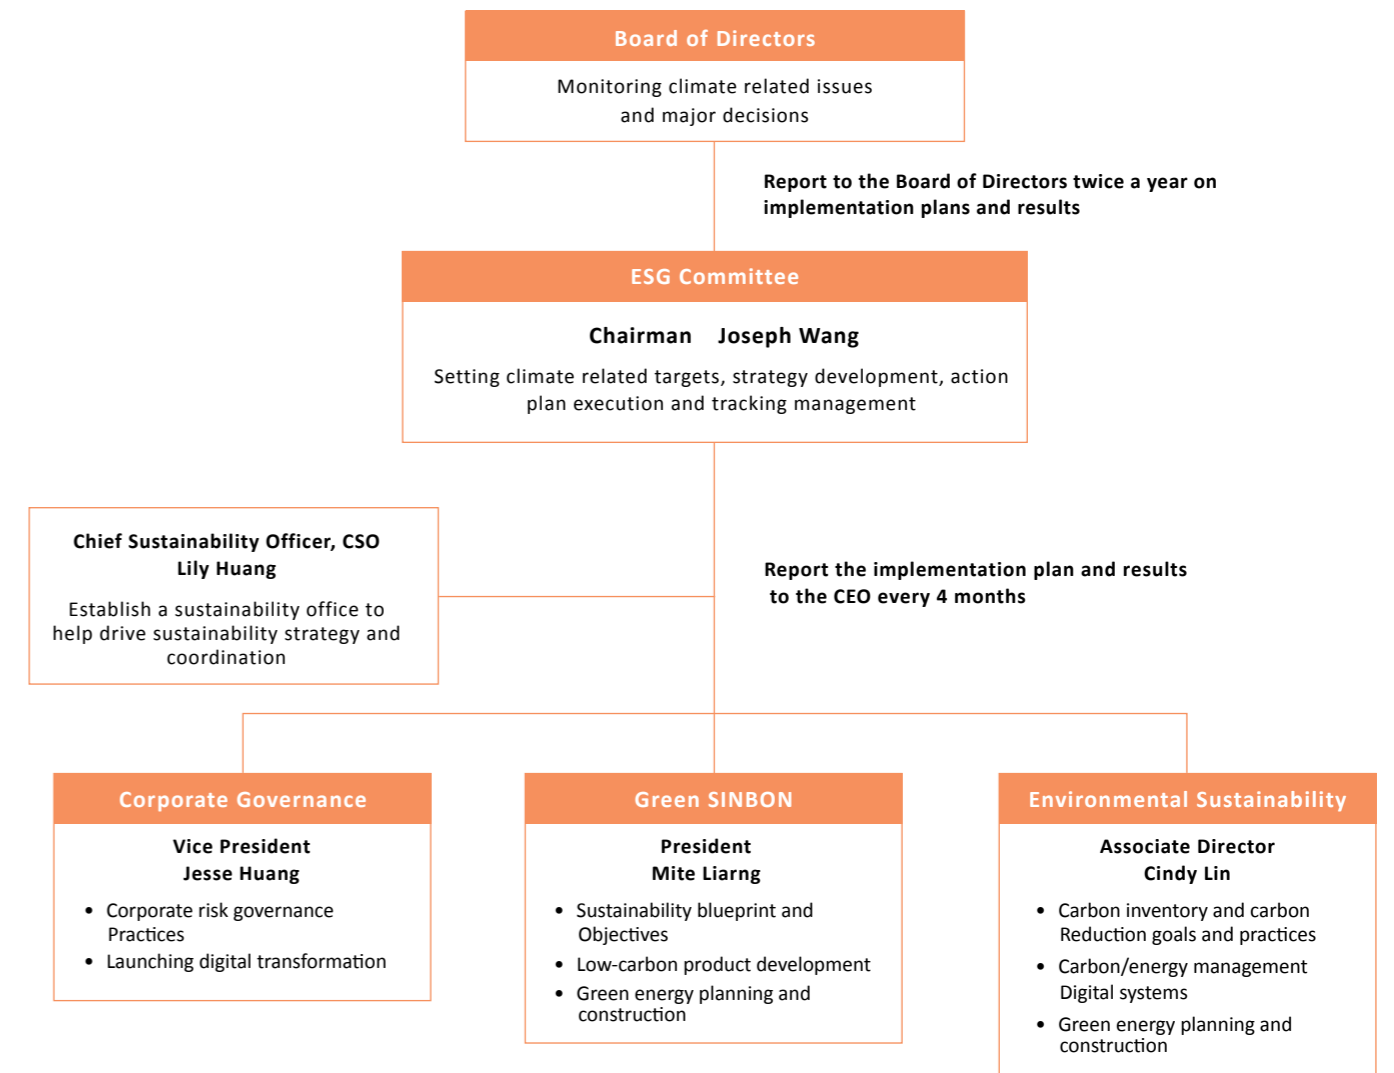 Board of Directors
Monitoring climate related issues
and major decisions
Report to the Board of Directors twice a year on
implementation plans and results
ESG Committee
Chairman Joseph Wang
Setting climate related targets, strategy development, action
plan execution and tracking management
Chief Sustainability Officer, CSO
Lily Huang
Establish a sustainability office to
help drive sustainability strategy and
coordination
Report the implementation plan and results
to the CEO every 4 months
Corporate Governance
Vice President
Jesse Huang
• Corporate risk governance
Practices
• Launching digital transformation
Green SINBON
President
Mite Liarng
• Sustainability blueprint and
Objectives
• Low-carbon product development
• Green energy planning and
construction
Environmental Sustainability
Associate Director
Cindy Lin
• Carbon inventory and carbon
Reduction goals and practices
• Carbon/energy management
Digital systems
• Green energy planning and
construction